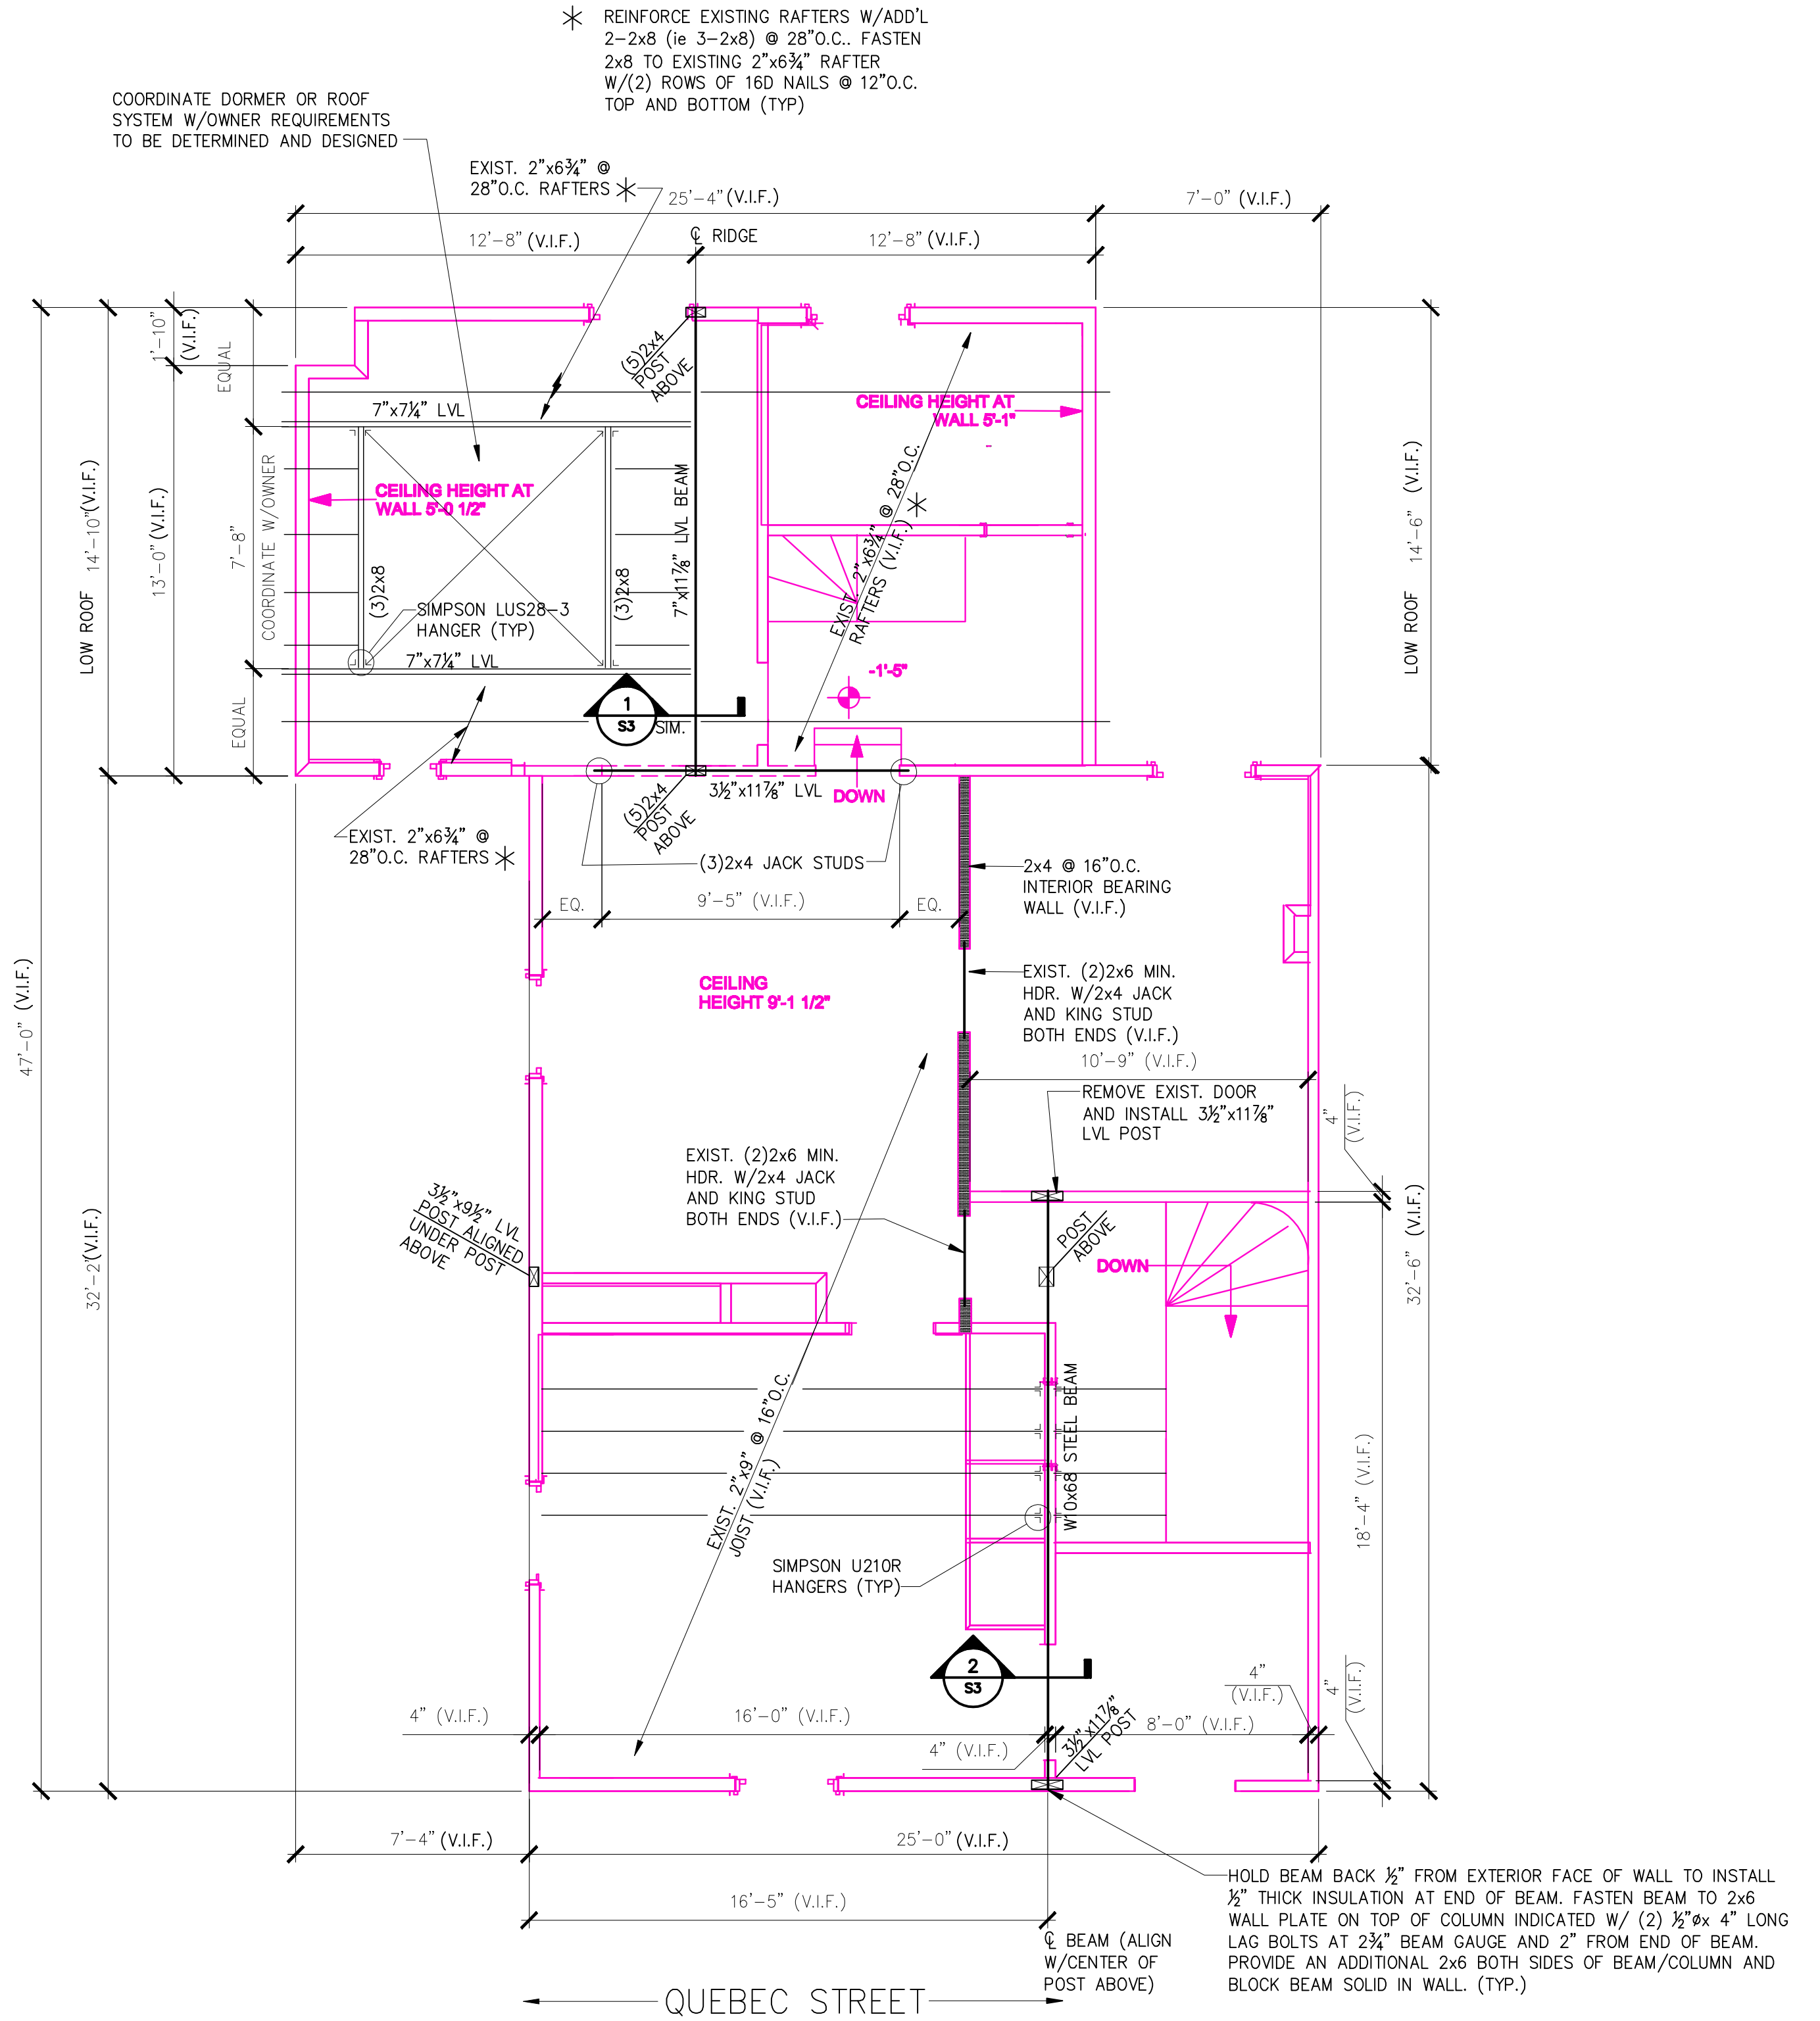 REINFORCE EXISTING RAFTERS W/ADD'L
2-2x8 (ie 3-2x8) @ 28"O.C.. FASTEN
2x8 TO EXISTING 2"x6¾" RAFTER
W/(2) ROWS OF 16D NAILS @ 12"O.C.
TOP AND BOTTOM (TYP)
COORDINATE DORMER OR ROOF
SYSTEM W/OWNER REQUIREMENTS
TO BE DETERMINED AND DESIGNED
EXIST. 2"x6¾" @
28"O.C. RAFTERS
25'-4" (V.I.F.)
7'-0" (V.I.F.)
12'-8" (V.I.F.)
℄ RIDGE
12'-8" (V.I.F.)
1'-10"
(V.I.F.)
EQUAL
(5)2x4
POST
ABOVE
7"x7¼" LVL
CEILING HEIGHT AT
WALL 5'-1"
LOW ROOF 14'-10"(V.I.F.)
13'-0" (V.I.F.)
7'-8"
COORDINATE W/OWNER
CEILING HEIGHT AT
WALL 5'-0 1/2"
(3)2x8
(3)2x8
7"x11⅞" LVL BEAM
EXIST. 2"x6¾" @ 28"O.C.
RAFTERS (V.I.F.)
LOW ROOF 14'-6" (V.I.F.)
SIMPSON LUS28-3
HANGER (TYP)
7"x7¼" LVL
-1'-5"
EQUAL
1
S3
SIM.
3½"x11⅞" LVL
DOWN
(5)2x4
POST
ABOVE
EXIST. 2"x6¾" @
28"O.C. RAFTERS
(3)2x4 JACK STUDS
2x4 @ 16"O.C.
INTERIOR BEARING
WALL (V.I.F.)
EQ.
9'-5" (V.I.F.)
EQ.
47'-0" (V.I.F.)
CEILING
HEIGHT 9'-1 1/2"
EXIST. (2)2x6 MIN.
HDR. W/2x4 JACK
AND KING STUD
BOTH ENDS (V.I.F.)
10'-9" (V.I.F.)
REMOVE EXIST. DOOR
AND INSTALL 3½"x11⅞"
LVL POST
4"
(V.I.F.)
EXIST. (2)2x6 MIN.
HDR. W/2x4 JACK
AND KING STUD
BOTH ENDS (V.I.F.)
3½"x9½" LVL
POST ALIGNED
UNDER POST
ABOVE
POST
ABOVE
DOWN
32'-2"(V.I.F.)
32'-6" (V.I.F.)
EXIST. 2"x9" @ 16"O.C.
JOIST (V.I.F.)
W10x68 STEEL BEAM
18'-4" (V.I.F.)
SIMPSON U210R
HANGERS (TYP)
2
S3
4"
(V.I.F.)
4"
(V.I.F.)
4" (V.I.F.)
16'-0" (V.I.F.)
4" (V.I.F.)
3½"x11⅞"
LVL POST
8'-0" (V.I.F.)
7'-4" (V.I.F.)
25'-0" (V.I.F.)
16'-5" (V.I.F.)
℄ BEAM (ALIGN
W/CENTER OF
POST ABOVE)
HOLD BEAM BACK ½" FROM EXTERIOR FACE OF WALL TO INSTALL
½" THICK INSULATION AT END OF BEAM. FASTEN BEAM TO 2x6
WALL PLATE ON TOP OF COLUMN INDICATED W/ (2) ½"øx 4" LONG
LAG BOLTS AT 2¾" BEAM GAUGE AND 2" FROM END OF BEAM.
PROVIDE AN ADDITIONAL 2x6 BOTH SIDES OF BEAM/COLUMN AND
BLOCK BEAM SOLID IN WALL. (TYP.)
QUEBEC STREET